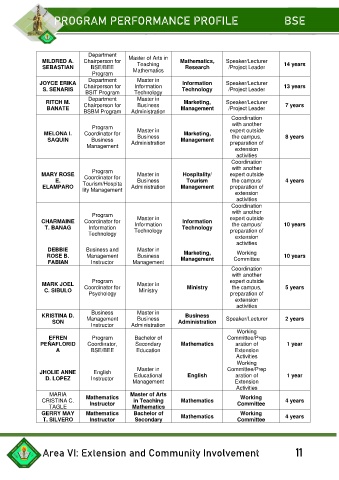 PROGRAM PERFORMANCE PROFILE BSE
MILDRED A. SEBASTIAN
Department Chairperson for BSE/BEE Program
Master of Arts in Teaching Mathematics
Mathematics, Research
Speaker/Lecturer /Project Leader
14 years
JOYCE ERIKA S. SENARIS
Department Chairperson for BSIT Program
Master in Information Technology
Information Technology
Speaker/Lecturer /Project Leader
13 years
RITCH M. BANATE
Department Chairperson for BSBM Program
Master in Business Administration
Marketing, Management
Speaker/Lecturer /Project Leader
7 years
MELONA I. SAQUIN
Program Coordinator for Business Management
Master in Business Administration
Marketing, Management
Coordination with another expert outside the campus, preparation of extension activities
8 years
MARY ROSE E. ELAMPARO
Program Coordinator for Tourism/Hospita lity Management
Master in Business Administration
Hospitality/ Tourism Management
Coordination with another expert outside the campus/ preparation of extension activities
4 years
CHARMAINE T. BANAG
Program Coordinator for Information Technology
Master in Information Technology
Information Technology
Coordination with another expert outside the campus/ preparation of extension activities
10 years
DEBBIE ROSE B. FABIAN
Business and Management Instructor
Master in Business Management
Marketing, Management
Working Committee
10 years
MARK JOEL C. SIBULO
Program Coordinator for Psychology
Master in Ministry
Ministry
Coordination with another expert outside the campus, preparation of extension activities
5 years
KRISTINA D. SON
Business Management Instructor
Master in Business Administration
Business Administration
Speaker/Lecturer
2 years
EFREN PEÑAFLORID A
Program Coordinator, BSE/BEE
Bachelor of Secondary Education
Mathematics
Working Committee/Prep aration of Extension Activities
1 year
JHOLIE ANNE D. LOPEZ
English Instructor
Master in Educational Management
English
Working Committee/Prep aration of Extension Activities
1 year
MARIA CRISTINA C. TAGLE
Mathematics Instructor
Master of Arts in Teaching Mathematics
Mathematics
Working Committee
4 years
GERRY MAY T. SILVERO
Mathematics Instructor
Bachelor of Secondary
Mathematics
Working Committee
4 years
Area VI: Extension and Community Involvement 11